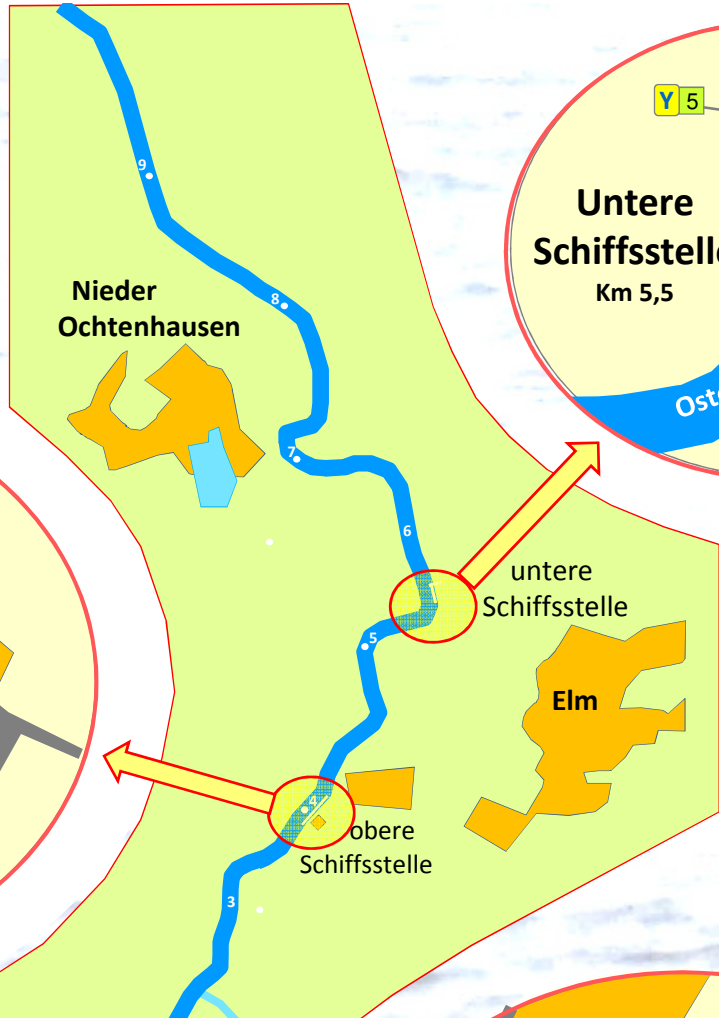 9
Y 5
Untere
Schiffsstelle
Km 5,5
Nieder
Ochtenhausen
8
Oste
7
6
untere
Schiffsstelle
5
Elm
4
obere
Schiffsstelle
3